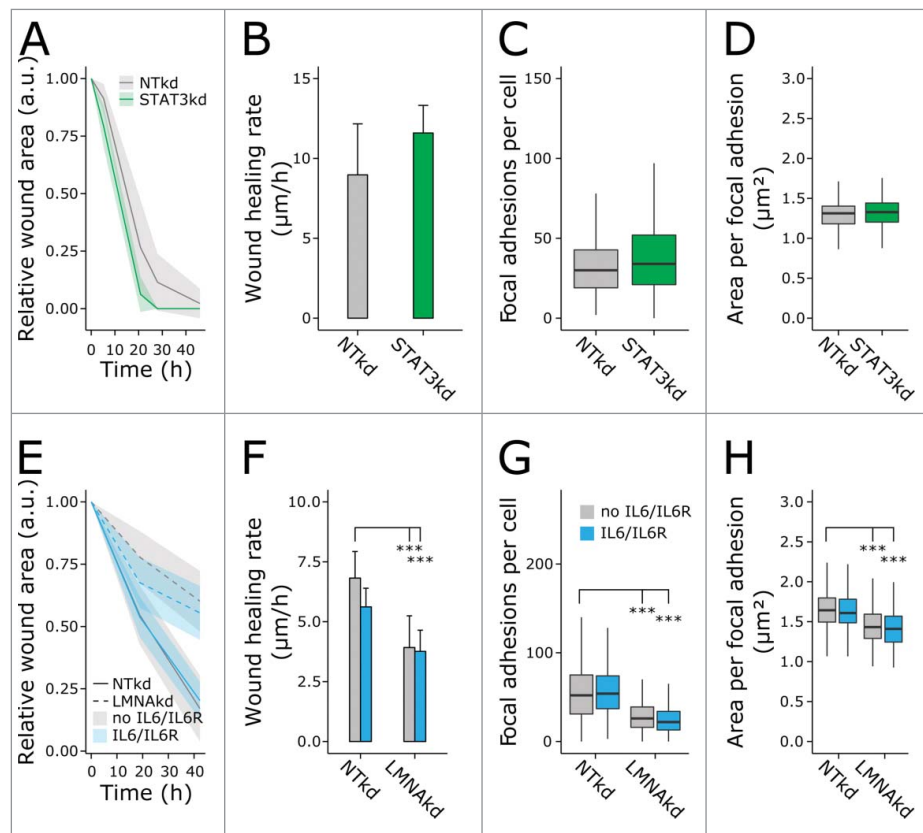 A
Relative wound area (a.u.)
1.00
0.75
0.50
0.25
0.00
NTkd
STAT3kd
0 10 20 30 40
Time (h)
B
Wound healing rate
(µm/h)
15
10
5
0
NTkd
STAT3kd
C
Focal adhesions per cell
150
100
50
0
NTkd
STAT3kd
D
Area per focal adhesion
(µm²)
3.0
2.5
2.0
1.5
1.0
0.5
0.0
NTkd
STAT3kd
E
Relative wound area (a.u.)
1.00
0.75
0.50
0.25
0.00
NTkd
LMNAkd
no IL6/IL6R
IL6/IL6R
0 10 20 30 40
Time (h)
F
Wound healing rate
(µm/h)
10.0
7.5
5.0
2.5
0.0
***
***
NTkd
LMNAkd
G
Focal adhesions per cell
200
100
0
no IL6/IL6R
IL6/IL6R
***
***
NTkd
LMNAkd
H
Area per focal adhesion
(µm²)
3.0
2.5
2.0
1.5
1.0
0.5
0.0
***
***
NTkd
LMNAkd